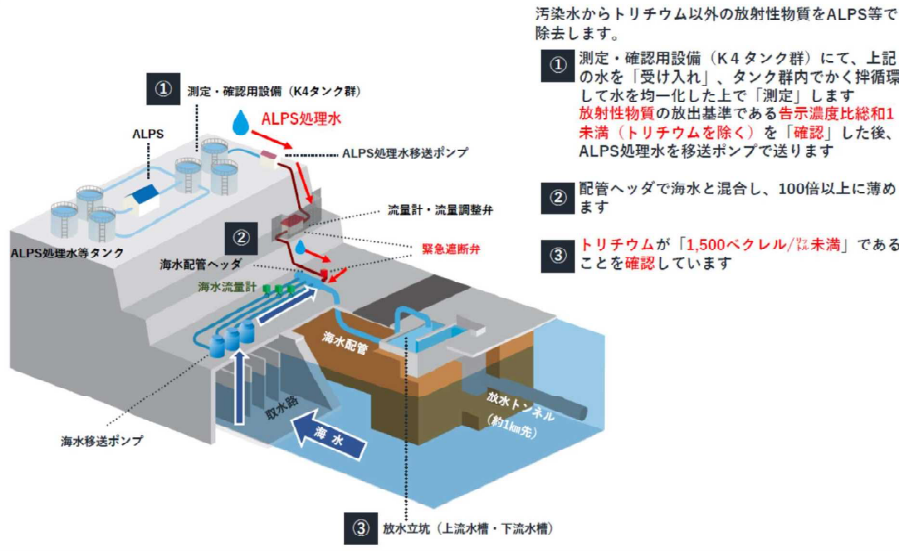 汚染水からトリチウム以外の放射性物質をALPS等で
除去します。
① 測定・確認用設備（K4タンク群）にて、上記
の水を「受け入れ」、タンク群内でかく拌循環
して水を均一化した上で「測定」します
放射性物質の放出基準である告示濃度比総和1
未満（トリチウムを除く）を「確認」した後、
ALPS処理水を移送ポンプで送ります
② 配管ヘッダで海水と混合し、100倍以上に薄め
ます
③ トリチウムが「1,500ベクレル/㍑未満」である
ことを確認しています
① 測定・確認用設備（K4タンク群）
ALPS処理水
ALPS
ALPS処理水移送ポンプ
流量計・流量調整弁
②
ALPS処理水等タンク
緊急遮断弁
海水配管ヘッダ
海水流量計
海水配管
取水路
海水
放水トンネル
（約1㎞先）
海水移送ポンプ
③ 放水立坑（上流水槽・下流水槽）